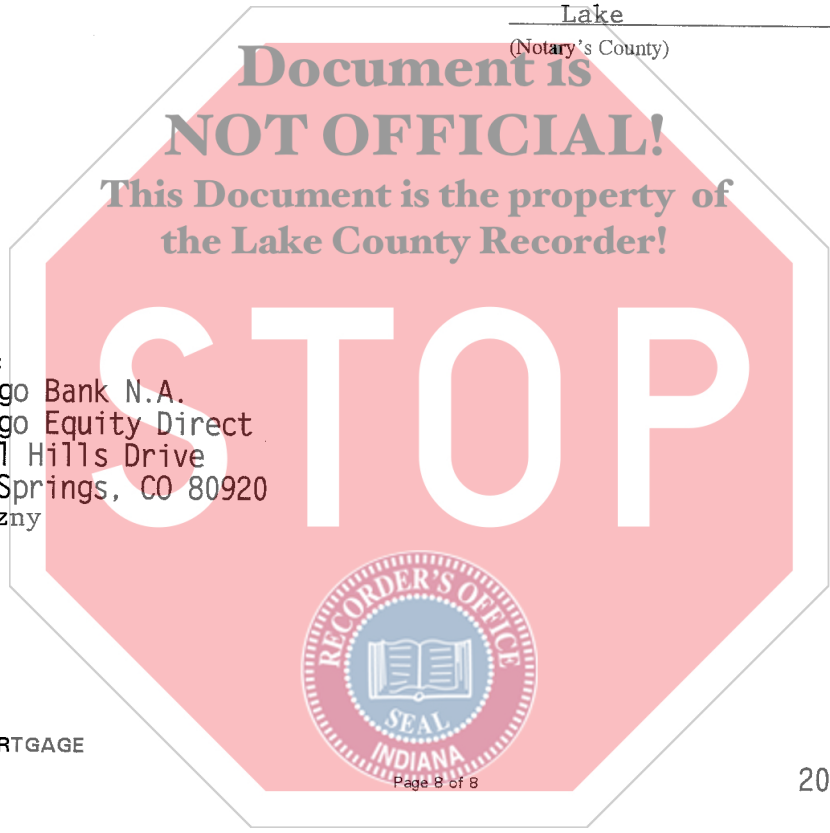 Lake
(Notary's County)
Document is
NOT OFFICIAL!
This Document is the property of
the Lake County Recorder!
STOP
:
go Bank N.A.
go Equity Direct
l Hills Drive
Springs, CO 80920
zny
RECORDER'S OFFICE
SEAL
INDIANA
RTGAGE
Page 8 of 8
20